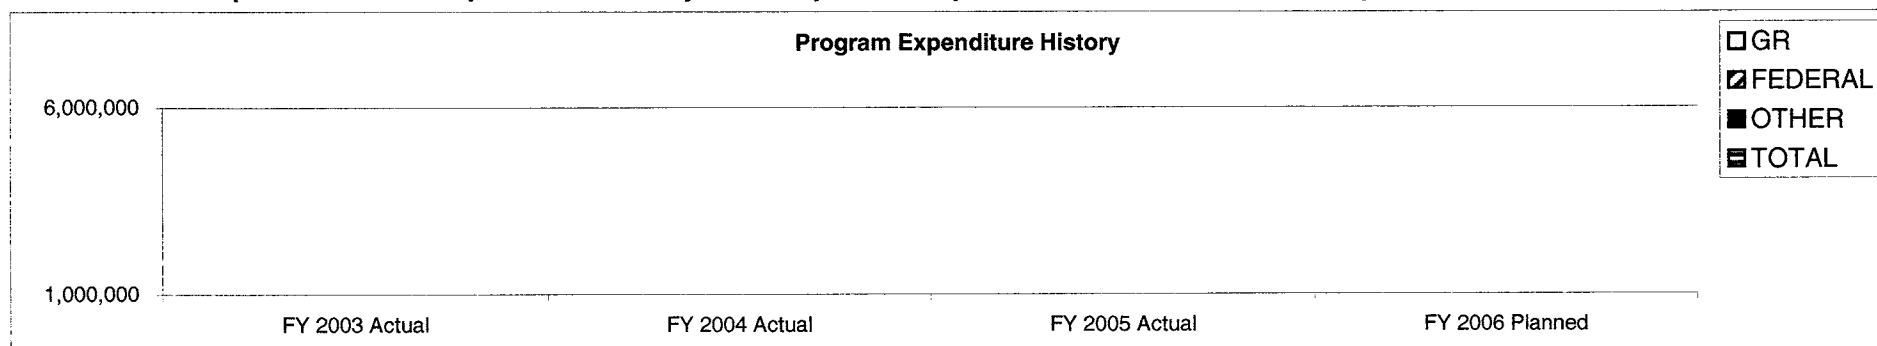 Program Expenditure History
GR
FEDERAL
OTHER
TOTAL
6,000,000
1,000,000
FY 2003 Actual
FY 2004 Actual
FY 2005 Actual
FY 2006 Planned